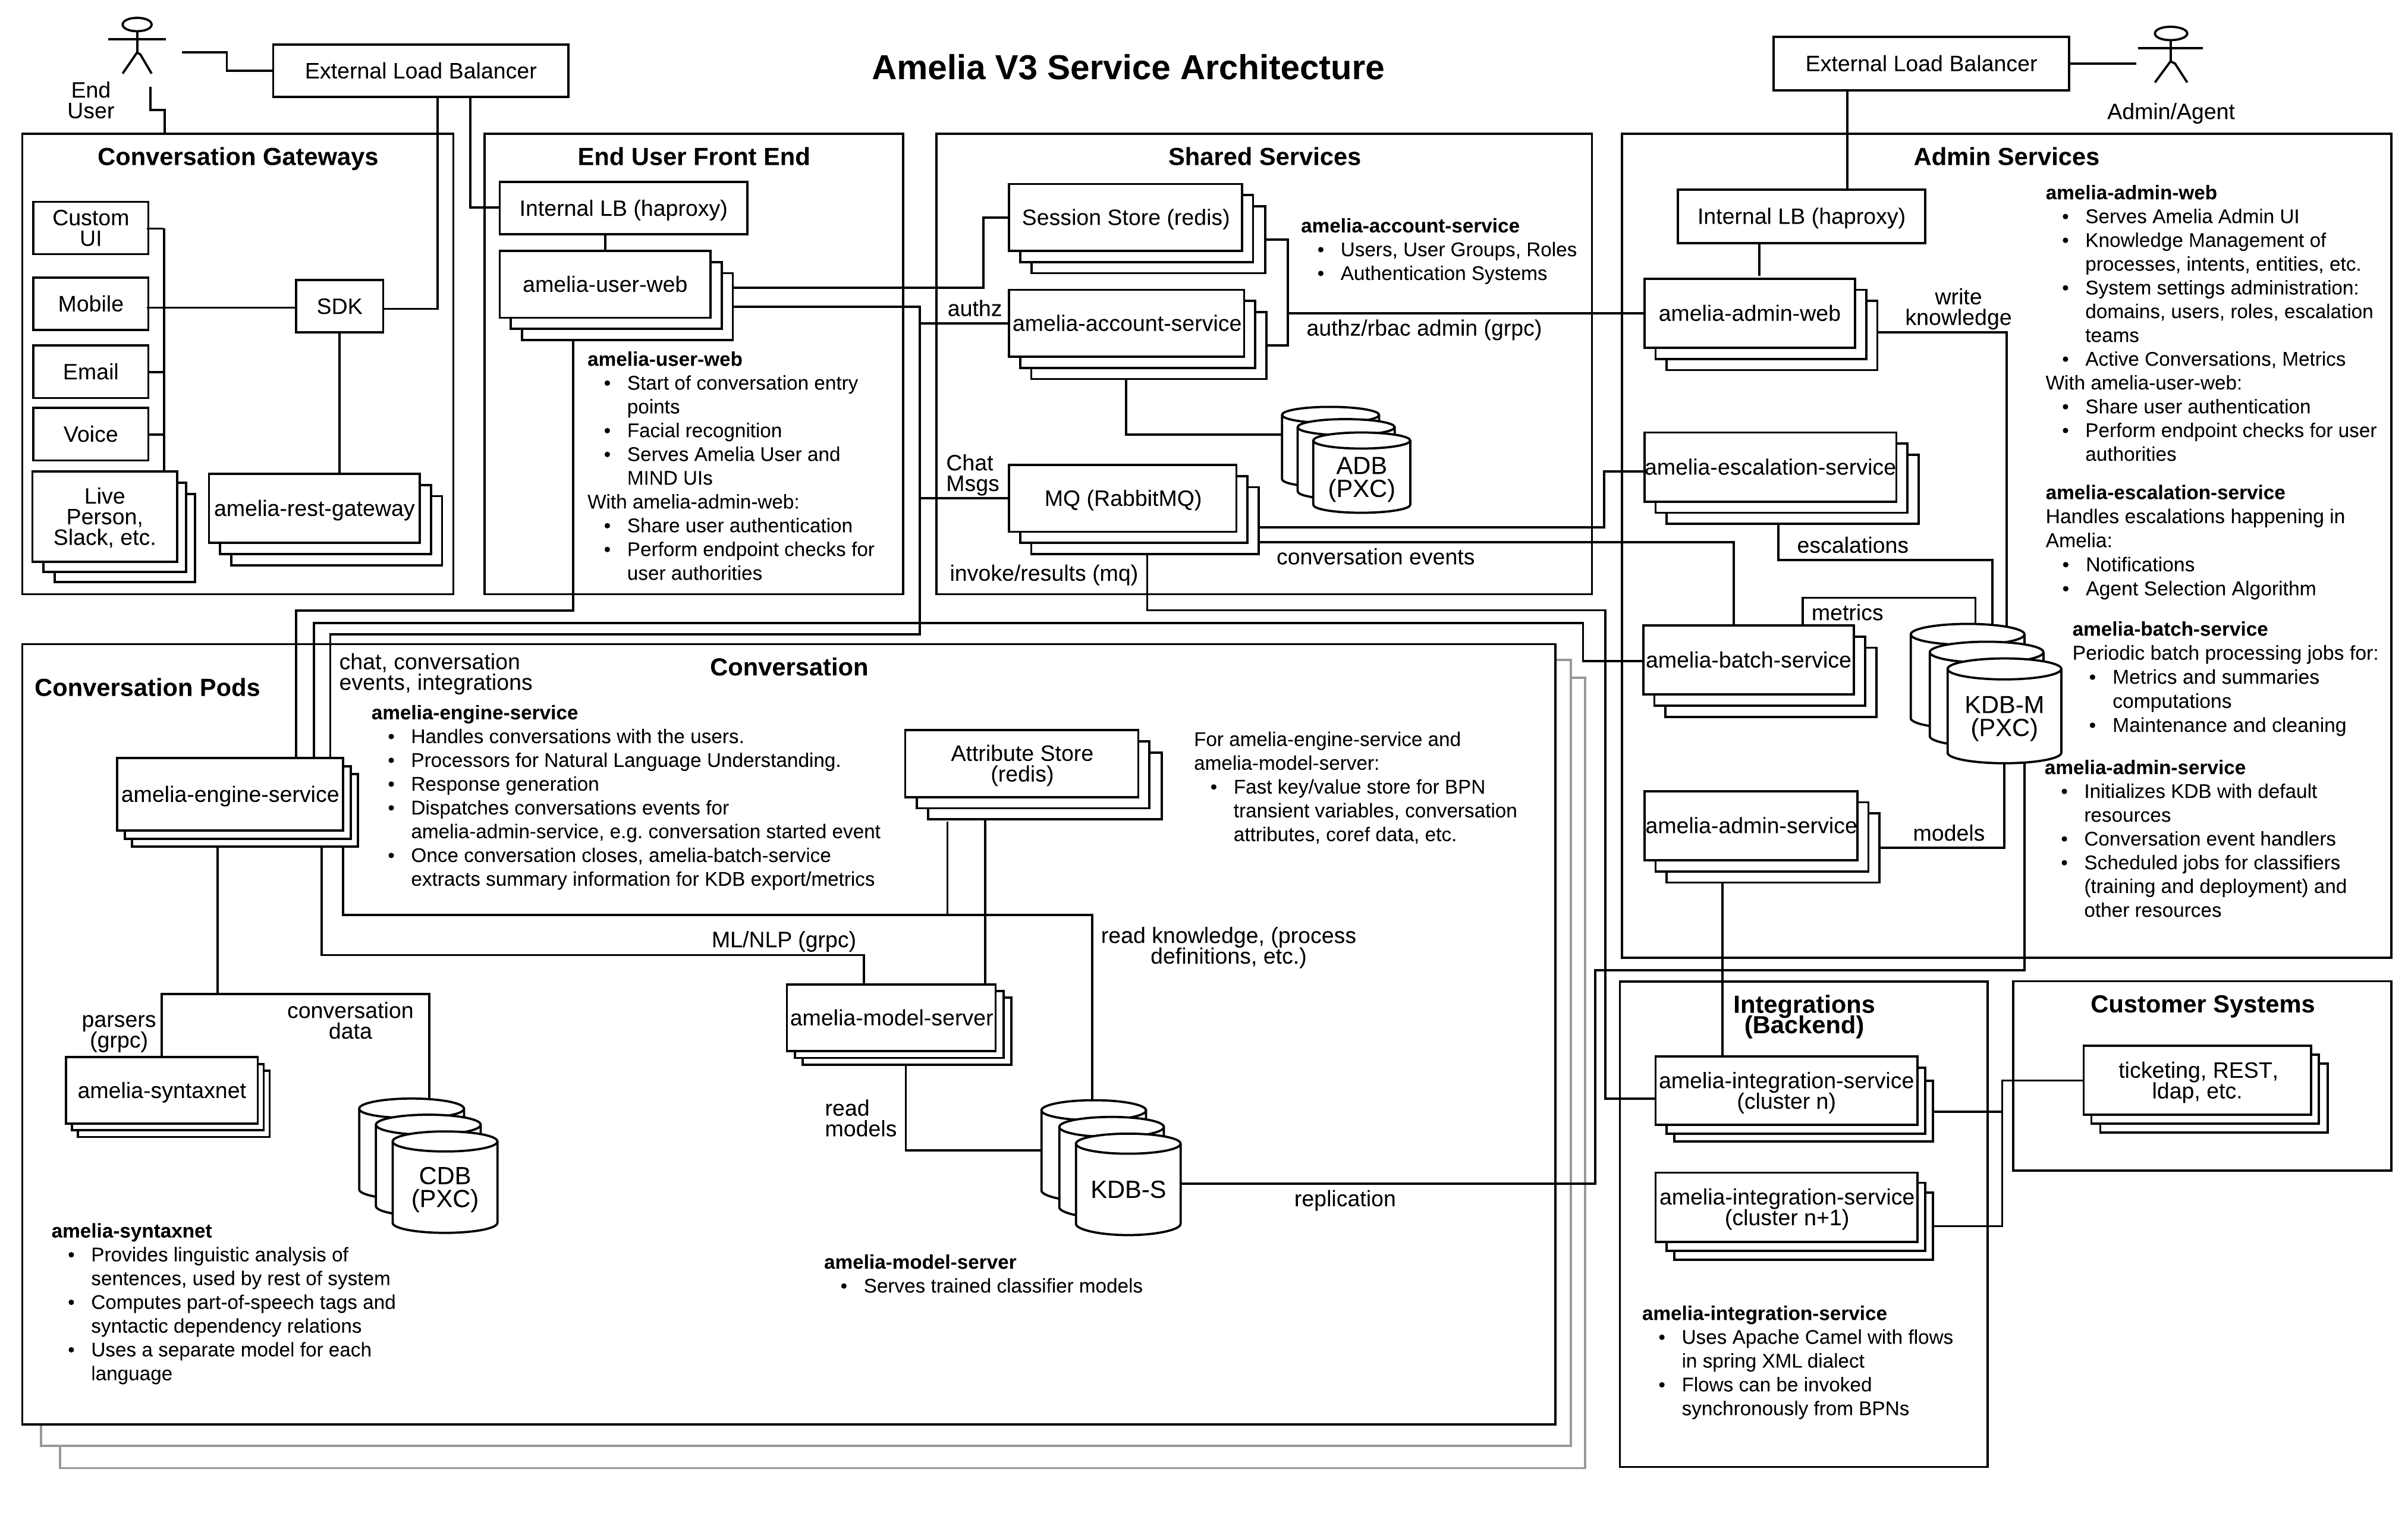 Amelia V3 Service Architecture
End
User
External Load Balancer
External Load Balancer
Admin/Agent
Conversation Gateways
Custom
UI
Mobile
Email
Voice
Live
Person,
Slack, etc.
SDK
amelia-rest-gateway
End User Front End
Internal LB (haproxy)
amelia-user-web
amelia-user-web
• Start of conversation entry
points
• Facial recognition
• Serves Amelia User and
MIND UIs
With amelia-admin-web:
• Share user authentication
• Perform endpoint checks for
user authorities
Shared Services
Session Store (redis)
amelia-account-service
• Users, User Groups, Roles
• Authentication Systems
authz
amelia-account-service
authz/rbac admin (grpc)
ADB
(PXC)
Chat
Msgs
MQ (RabbitMQ)
conversation events
invoke/results (mq)
Admin Services
Internal LB (haproxy)
amelia-admin-web
write
knowledge
amelia-escalation-service
escalations
metrics
amelia-batch-service
KDB-M
(PXC)
amelia-admin-service
models
amelia-admin-web
• Serves Amelia Admin UI
• Knowledge Management of
processes, intents, entities, etc.
• System settings administration:
domains, users, roles, escalation
teams
• Active Conversations, Metrics
With amelia-user-web:
• Share user authentication
• Perform endpoint checks for user
authorities
amelia-escalation-service
Handles escalations happening in
Amelia:
• Notifications
• Agent Selection Algorithm
amelia-batch-service
Periodic batch processing jobs for:
• Metrics and summaries
computations
• Maintenance and cleaning
amelia-admin-service
• Initializes KDB with default
resources
• Conversation event handlers
• Scheduled jobs for classifiers
(training and deployment) and
other resources
Conversation Pods
chat, conversation
events, integrations
Conversation
amelia-engine-service
amelia-engine-service
• Handles conversations with the users.
• Processors for Natural Language Understanding.
• Response generation
• Dispatches conversations events for
amelia-admin-service, e.g. conversation started event
• Once conversation closes, amelia-batch-service
extracts summary information for KDB export/metrics
Attribute Store
(redis)
For amelia-engine-service and
amelia-model-server:
• Fast key/value store for BPN
transient variables, conversation
attributes, coref data, etc.
ML/NLP (grpc)
read knowledge, (process
definitions, etc.)
parsers
(grpc)
conversation
data
amelia-syntaxnet
CDB
(PXC)
amelia-model-server
read
models
KDB-S
replication
amelia-syntaxnet
• Provides linguistic analysis of
sentences, used by rest of system
• Computes part-of-speech tags and
syntactic dependency relations
• Uses a separate model for each
language
amelia-model-server
• Serves trained classifier models
Integrations
(Backend)
amelia-integration-service
(cluster n)
amelia-integration-service
(cluster n+1)
amelia-integration-service
• Uses Apache Camel with flows
in spring XML dialect
• Flows can be invoked
synchronously from BPNs
Customer Systems
ticketing, REST,
ldap, etc.